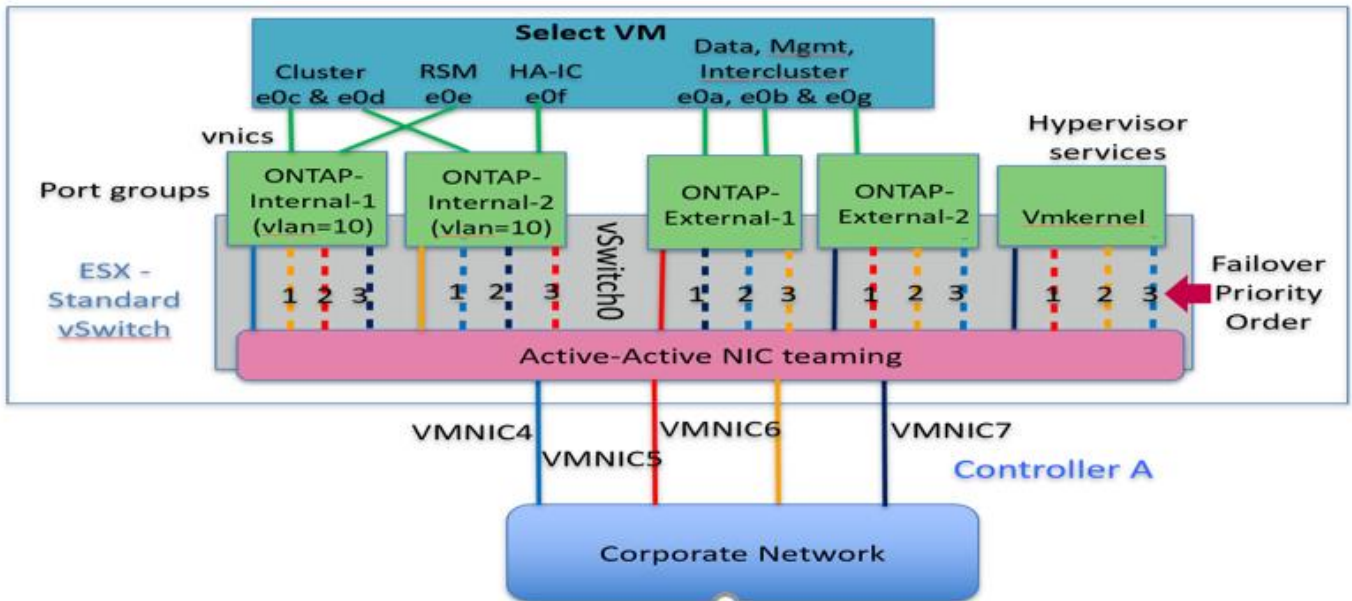 Select VM
Cluster
e0c & e0d
RSM
e0e
HA-IC
e0f
Data, Mgmt,
Intercluster
e0a, e0b & e0g
vnics
Hypervisor
services
Port groups
ONTAP-
Internal-1
(vlan=10)
ONTAP-
Internal-2
(vlan=10)
ONTAP-
External-1
ONTAP-
External-2
Vmkernel
ESX -
Standard
vSwitch
vSwitch0
1 2 3
1 2 3
1 2 3
1 2 3
1 2 3
Failover
Priority
Order
Active-Active NIC teaming
VMNIC4
VMNIC5
VMNIC6
VMNIC7
Controller A
Corporate Network